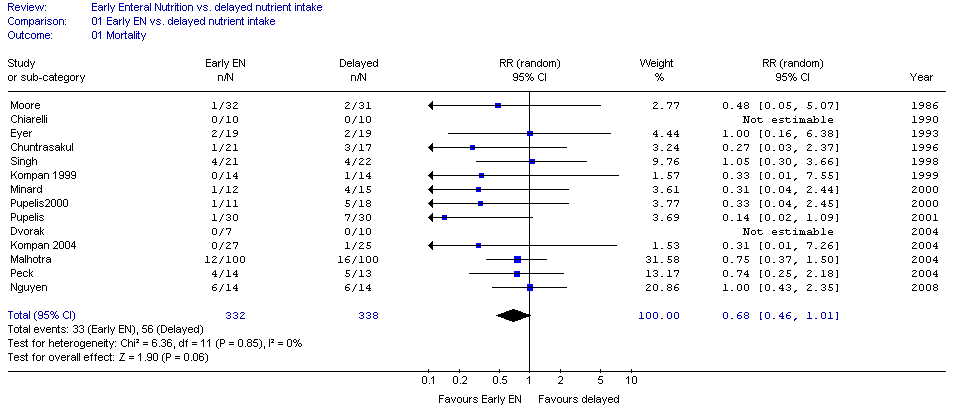 Review: Early Enteral Nutrition vs. delayed nutrient intake
Comparison: 01 Early EN vs. delayed nutrient intake
Outcome: 01 Mortality
Study Early EN Delayed RR (random) Weight RR (random)
or sub-category n/N n/N 95% CI % 95% CI Year
Moore 1/32 2/31 2.77 0.48 [0.05, 5.07] 1986
Chiarelli 0/10 0/10 Not estimable 1990
Eyer 2/19 2/19 4.44 1.00 [0.16, 6.38] 1993
Chuntrasakul 1/21 3/17 3.24 0.27 [0.03, 2.37] 1996
Singh 4/21 4/22 9.76 1.05 [0.30, 3.66] 1998
Kompan 1999 0/14 1/14 1.57 0.33 [0.01, 7.55] 1999
Minard 1/12 4/15 3.61 0.31 [0.04, 2.44] 2000
Pupelis2000 1/11 5/18 3.77 0.33 [0.04, 2.45] 2000
Pupelis 1/30 7/30 3.69 0.14 [0.02, 1.09] 2001
Dvorak 0/7 0/10 Not estimable 2004
Kompan 2004 0/27 1/25 1.53 0.31 [0.01, 7.26] 2004
Malhotra 12/100 16/100 31.58 0.75 [0.37, 1.50] 2004
Peck 4/14 5/13 13.17 0.74 [0.25, 2.18] 2004
Nguyen 6/14 6/14 20.86 1.00 [0.43, 2.35] 2008
Total (95% CI) 332 338 100.00 0.68 [0.46, 1.01]
Total events: 33 (Early EN), 56 (Delayed)
Test for heterogeneity: Chi² = 6.36, df = 11 (P = 0.85), I² = 0%
Test for overall effect: Z = 1.90 (P = 0.06)
0.1 0.2 0.5 1 2 5 10
Favours Early EN Favours delayed